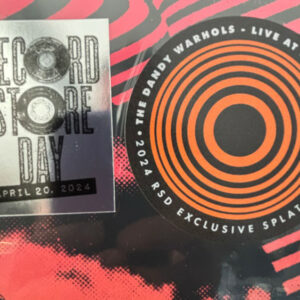 ECORD
STORE
DAY
APRIL 20, 2024
• THE DANDY WARHOLS - LIVE AT
• 2024 RSD EXCLUSIVE SPLAT